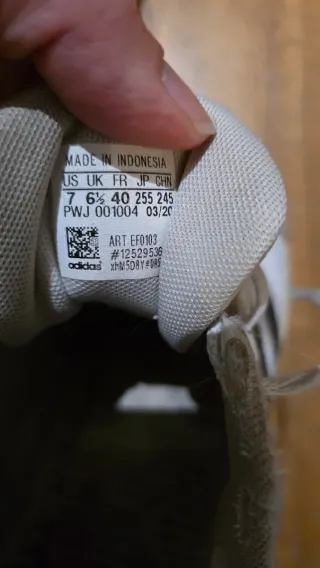 MADE IN INDONESIA
US UK FR JP CHN
7 6½ 40 255 245
PWJ 001004 03/20
ART EF0103
#12529536
adidas